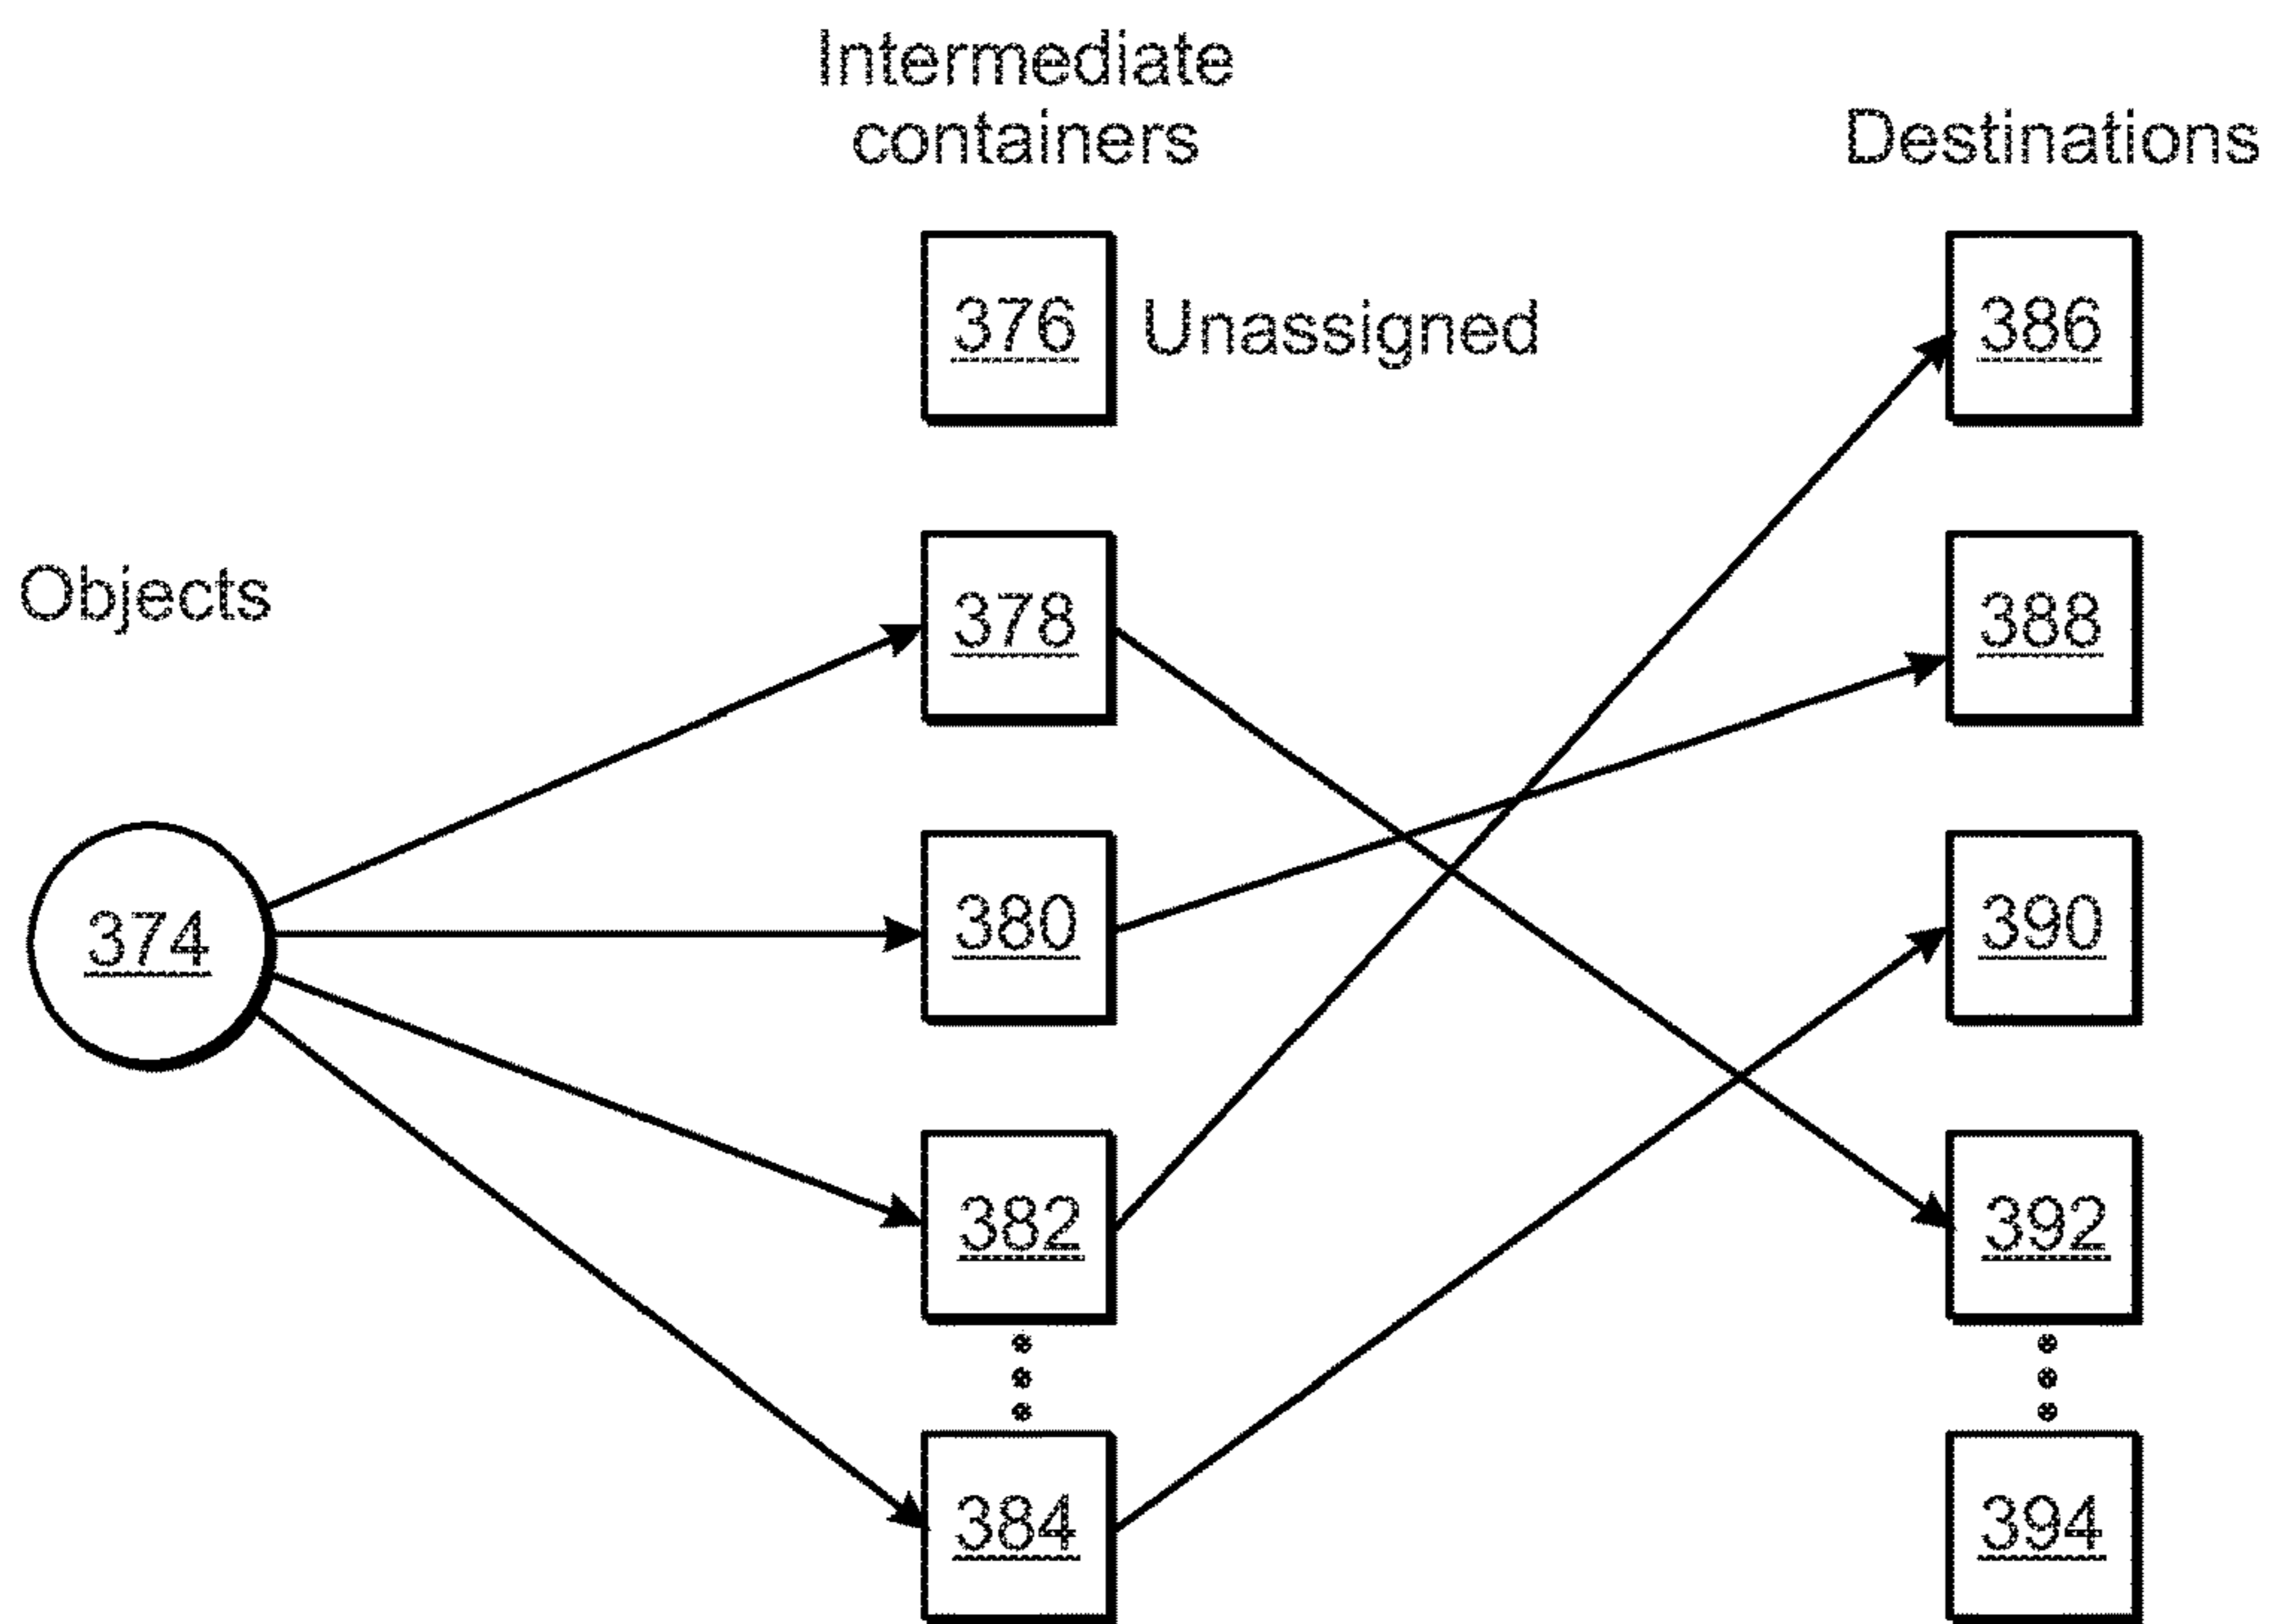 Intermediate
containers
Destinations
376 Unassigned
386
Objects
378
388
374
380
390
382
392
384
394